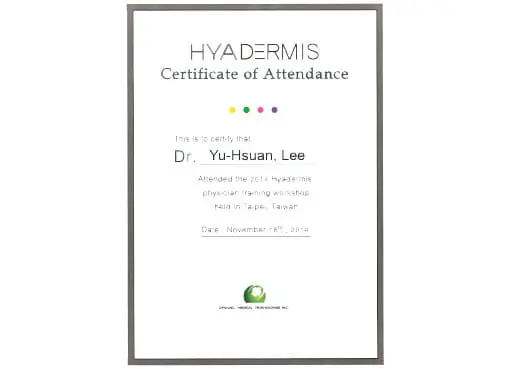 HYADERMIS
Certificate of Attendance
This is to certify that
Dr. Yu-Hsuan, Lee
Attended the 2014 Hyadermis
physician training workshop
held in Taipei, Taiwan
Date : November 16th, 2014